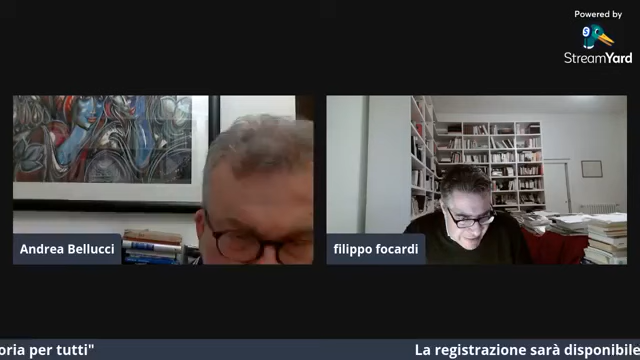 Powered by
StreamYard
Andrea Bellucci
filippo focardi
oria per tutti"
La registrazione sarà disponibile